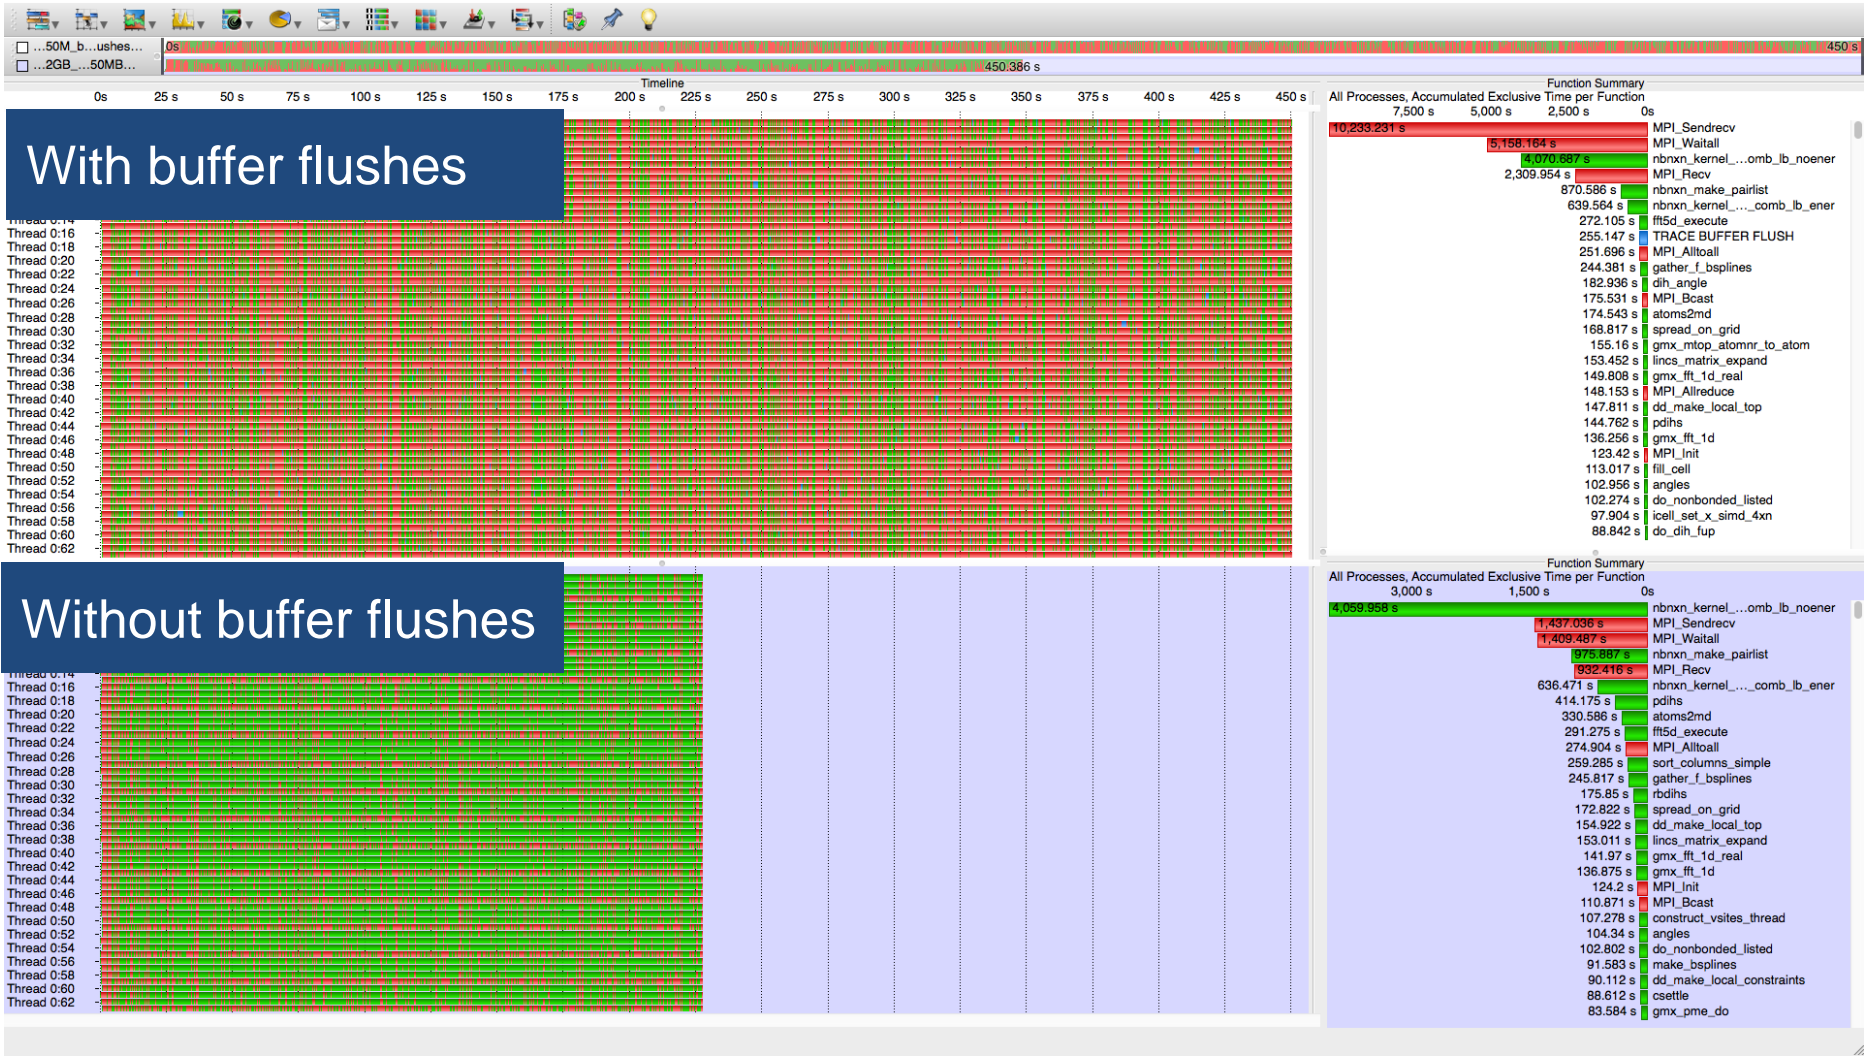 ...50M_b...ushes...
0s
450 s
...2GB_...50MB...
450.386 s
Timeline
0s 25 s 50 s 75 s 100 s 125 s 150 s 175 s 200 s 225 s 250 s 275 s 300 s 325 s 350 s 375 s 400 s 425 s 450 s
With buffer flushes
Thread 0:14
Thread 0:16
Thread 0:18
Thread 0:20
Thread 0:22
Thread 0:24
Thread 0:26
Thread 0:28
Thread 0:30
Thread 0:32
Thread 0:34
Thread 0:36
Thread 0:38
Thread 0:40
Thread 0:42
Thread 0:44
Thread 0:46
Thread 0:48
Thread 0:50
Thread 0:52
Thread 0:54
Thread 0:56
Thread 0:58
Thread 0:60
Thread 0:62
Function Summary
All Processes, Accumulated Exclusive Time per Function
7,500 s 5,000 s 2,500 s 0s
10,233.231 s MPI_Sendrecv
5,158.164 s MPI_Waitall
4,070.687 s nbnxn_kernel_...omb_lb_noener
2,309.954 s MPI_Recv
870.586 s nbnxn_make_pairlist
639.564 s nbnxn_kernel_..._comb_lb_ener
272.105 s fft5d_execute
255.147 s TRACE BUFFER FLUSH
251.696 s MPI_Alltoall
244.381 s gather_f_bsplines
182.936 s dih_angle
175.531 s MPI_Bcast
174.543 s atoms2md
168.817 s spread_on_grid
155.16 s gmx_mtop_atomnr_to_atom
153.452 s lincs_matrix_expand
149.808 s gmx_fft_1d_real
148.153 s MPI_Allreduce
147.811 s dd_make_local_top
144.762 s pdihs
136.256 s gmx_fft_1d
123.42 s MPI_Init
113.017 s fill_cell
102.956 s angles
102.274 s do_nonbonded_listed
97.904 s icell_set_x_simd_4xn
88.842 s do_dih_fup
Without buffer flushes
Thread 0:14
Thread 0:16
Thread 0:18
Thread 0:20
Thread 0:22
Thread 0:24
Thread 0:26
Thread 0:28
Thread 0:30
Thread 0:32
Thread 0:34
Thread 0:36
Thread 0:38
Thread 0:40
Thread 0:42
Thread 0:44
Thread 0:46
Thread 0:48
Thread 0:50
Thread 0:52
Thread 0:54
Thread 0:56
Thread 0:58
Thread 0:60
Thread 0:62
Function Summary
All Processes, Accumulated Exclusive Time per Function
3,000 s 1,500 s 0s
4,059.958 s nbnxn_kernel_...omb_lb_noener
1,437.036 s MPI_Sendrecv
1,409.487 s MPI_Waitall
975.887 s nbnxn_make_pairlist
932.416 s MPI_Recv
636.471 s nbnxn_kernel_..._comb_lb_ener
414.175 s pdihs
330.586 s atoms2md
291.275 s fft5d_execute
274.904 s MPI_Alltoall
259.285 s sort_columns_simple
245.817 s gather_f_bsplines
175.85 s rbdihs
172.822 s spread_on_grid
154.922 s dd_make_local_top
153.011 s lincs_matrix_expand
141.97 s gmx_fft_1d_real
136.875 s gmx_fft_1d
124.2 s MPI_Init
110.871 s MPI_Bcast
107.278 s construct_vsites_thread
104.34 s angles
102.802 s do_nonbonded_listed
91.583 s make_bsplines
90.112 s dd_make_local_constraints
88.612 s csettle
83.584 s gmx_pme_do